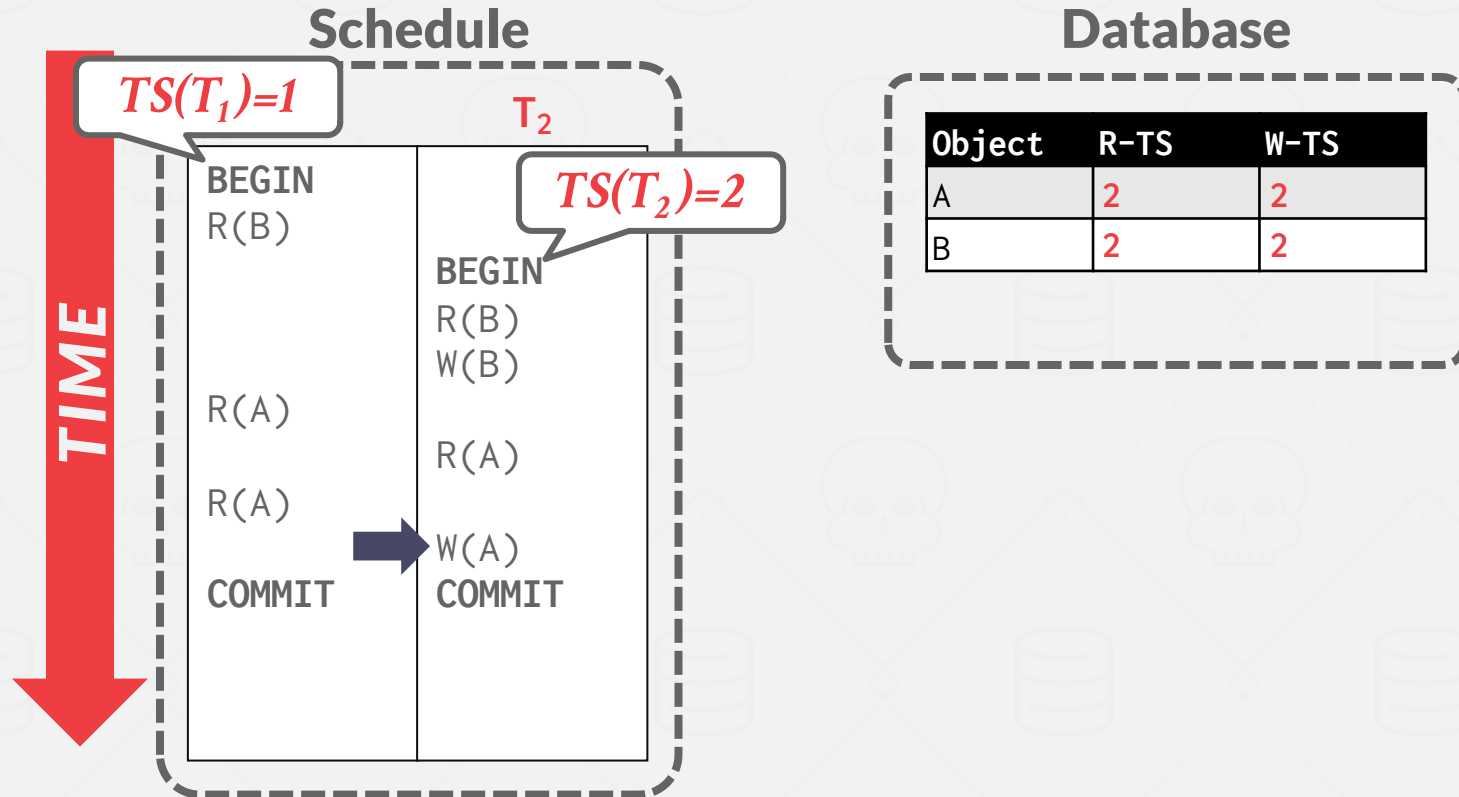 Schedule
Database
TIME
TS(T₁)=1
T₂
TS(T₂)=2
BEGIN
R(B)
BEGIN
R(B)
W(B)
R(A)
R(A)
R(A)
W(A)
COMMIT COMMIT
Object R-TS W-TS
A 2 2
B 2 2